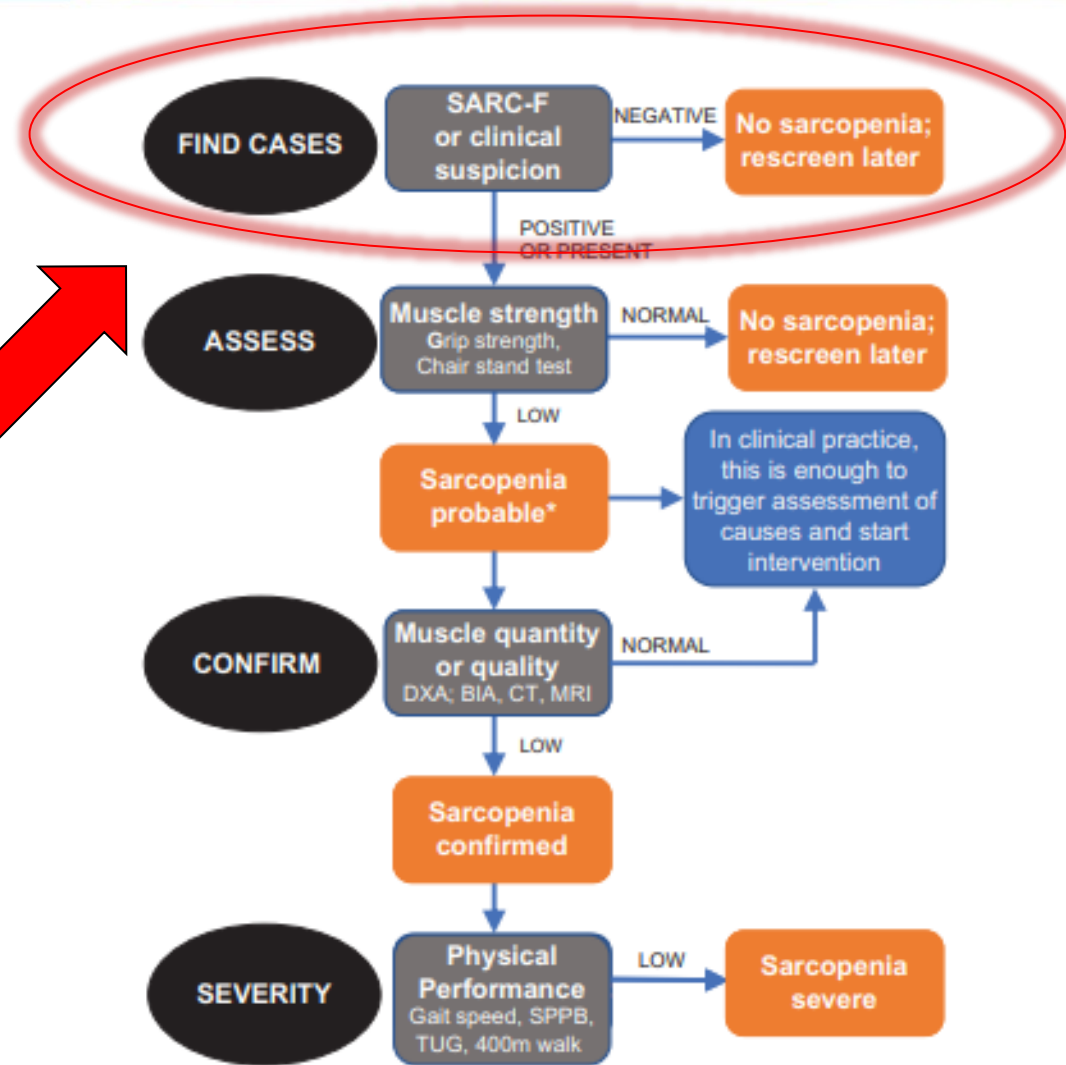 FIND CASES
SARC-F
or clinical
suspicion
NEGATIVE
No sarcopenia;
rescreen later
POSITIVE
OR PRESENT
ASSESS
Muscle strength
Grip strength,
Chair stand test
NORMAL
No sarcopenia;
rescreen later
LOW
Sarcopenia
probable*
In clinical practice,
this is enough to
trigger assessment of
causes and start
intervention
CONFIRM
Muscle quantity
or quality
DXA; BIA, CT, MRI
NORMAL
LOW
Sarcopenia
confirmed
SEVERITY
Physical
Performance
Gait speed, SPPB,
TUG, 400m walk
LOW
Sarcopenia
severe